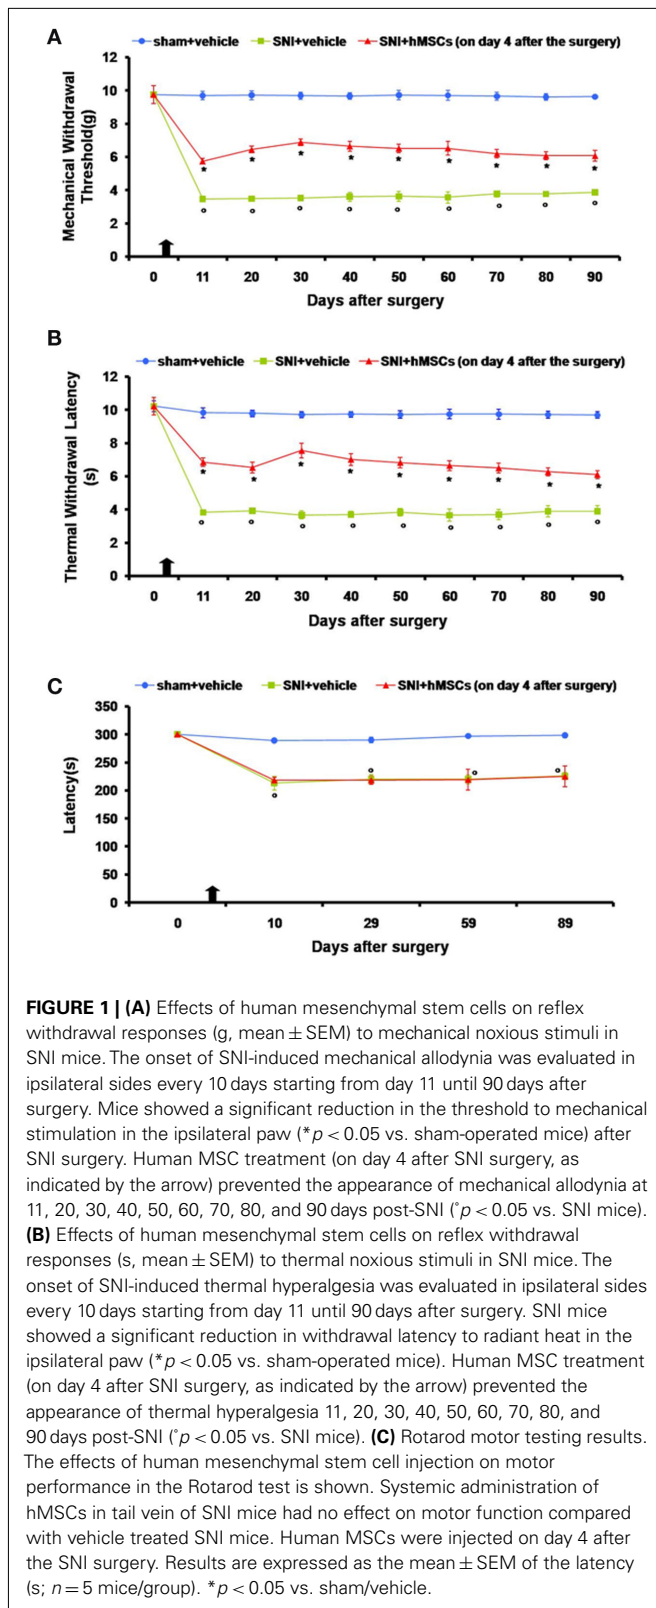 A
sham+vehicle SNI+vehicle SNI+hMSCs (on day 4 after the surgery)
Mechanical Withdrawal
Threshold(g)
12
10
8
6
4
2
0
* * * * * * * * *
° ° ° ° ° ° ° ° °
0 11 20 30 40 50 60 70 80 90
Days after surgery
B
sham+vehicle SNI+vehicle SNI+hMSCs (on day 4 after the surgery)
Thermal Withdrawal Latency
(s)
12
10
8
6
4
2
0
* * * * * * * * *
° ° ° ° ° ° ° ° °
0 11 20 30 40 50 60 70 80 90
Days after surgery
C
sham+vehicle SNI+vehicle SNI+hMSCs (on day 4 after surgery)
Latency(s)
350
300
250
200
150
100
50
0
° ° ° °
0 10 29 59 89
Days after surgery
FIGURE 1 | (A) Effects of human mesenchymal stem cells on reflex
withdrawal responses (g, mean ± SEM) to mechanical noxious stimuli in
SNI mice. The onset of SNI-induced mechanical allodynia was evaluated in
ipsilateral sides every 10 days starting from day 11 until 90 days after
surgery. Mice showed a significant reduction in the threshold to mechanical
stimulation in the ipsilateral paw (*p < 0.05 vs. sham-operated mice) after
SNI surgery. Human MSC treatment (on day 4 after SNI surgery, as
indicated by the arrow) prevented the appearance of mechanical allodynia at
11, 20, 30, 40, 50, 60, 70, 80, and 90 days post-SNI (°p < 0.05 vs. SNI mice).
(B) Effects of human mesenchymal stem cells on reflex withdrawal
responses (s, mean ± SEM) to thermal noxious stimuli in SNI mice. The
onset of SNI-induced thermal hyperalgesia was evaluated in ipsilateral sides
every 10 days starting from day 11 until 90 days after surgery. SNI mice
showed a significant reduction in withdrawal latency to radiant heat in the
ipsilateral paw (*p < 0.05 vs. sham-operated mice). Human MSC treatment
(on day 4 after SNI surgery, as indicated by the arrow) prevented the
appearance of thermal hyperalgesia 11, 20, 30, 40, 50, 60, 70, 80, and
90 days post-SNI (°p < 0.05 vs. SNI mice). (C) Rotarod motor testing results.
The effects of human mesenchymal stem cell injection on motor
performance in the Rotarod test is shown. Systemic administration of
hMSCs in tail vein of SNI mice had no effect on motor function compared
with vehicle treated SNI mice. Human MSCs were injected on day 4 after
the SNI surgery. Results are expressed as the mean ± SEM of the latency
(s; n = 5 mice/group). *p < 0.05 vs. sham/vehicle.